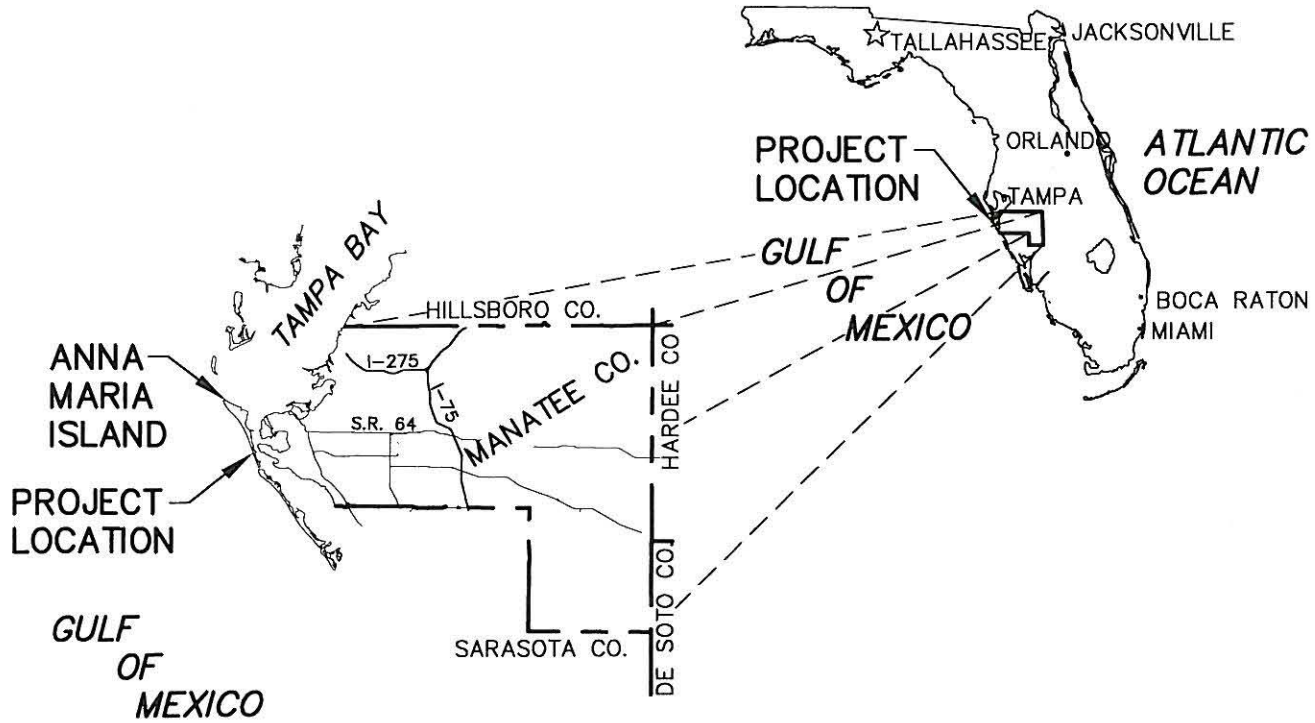 TALLAHASSEE
JACKSONVILLE
PROJECT
LOCATION
ORLANDO
ATLANTIC
OCEAN
TAMPA
GULF
OF
MEXICO
BOCA RATON
MIAMI
TAMPA BAY
HILLSBORO CO.
ANNA
MARIA
ISLAND
I-275
I-75
MANATEE CO.
HARDEE CO.
S.R. 64
PROJECT
LOCATION
SARASOTA CO.
DE SOTO CO.
GULF
OF
MEXICO